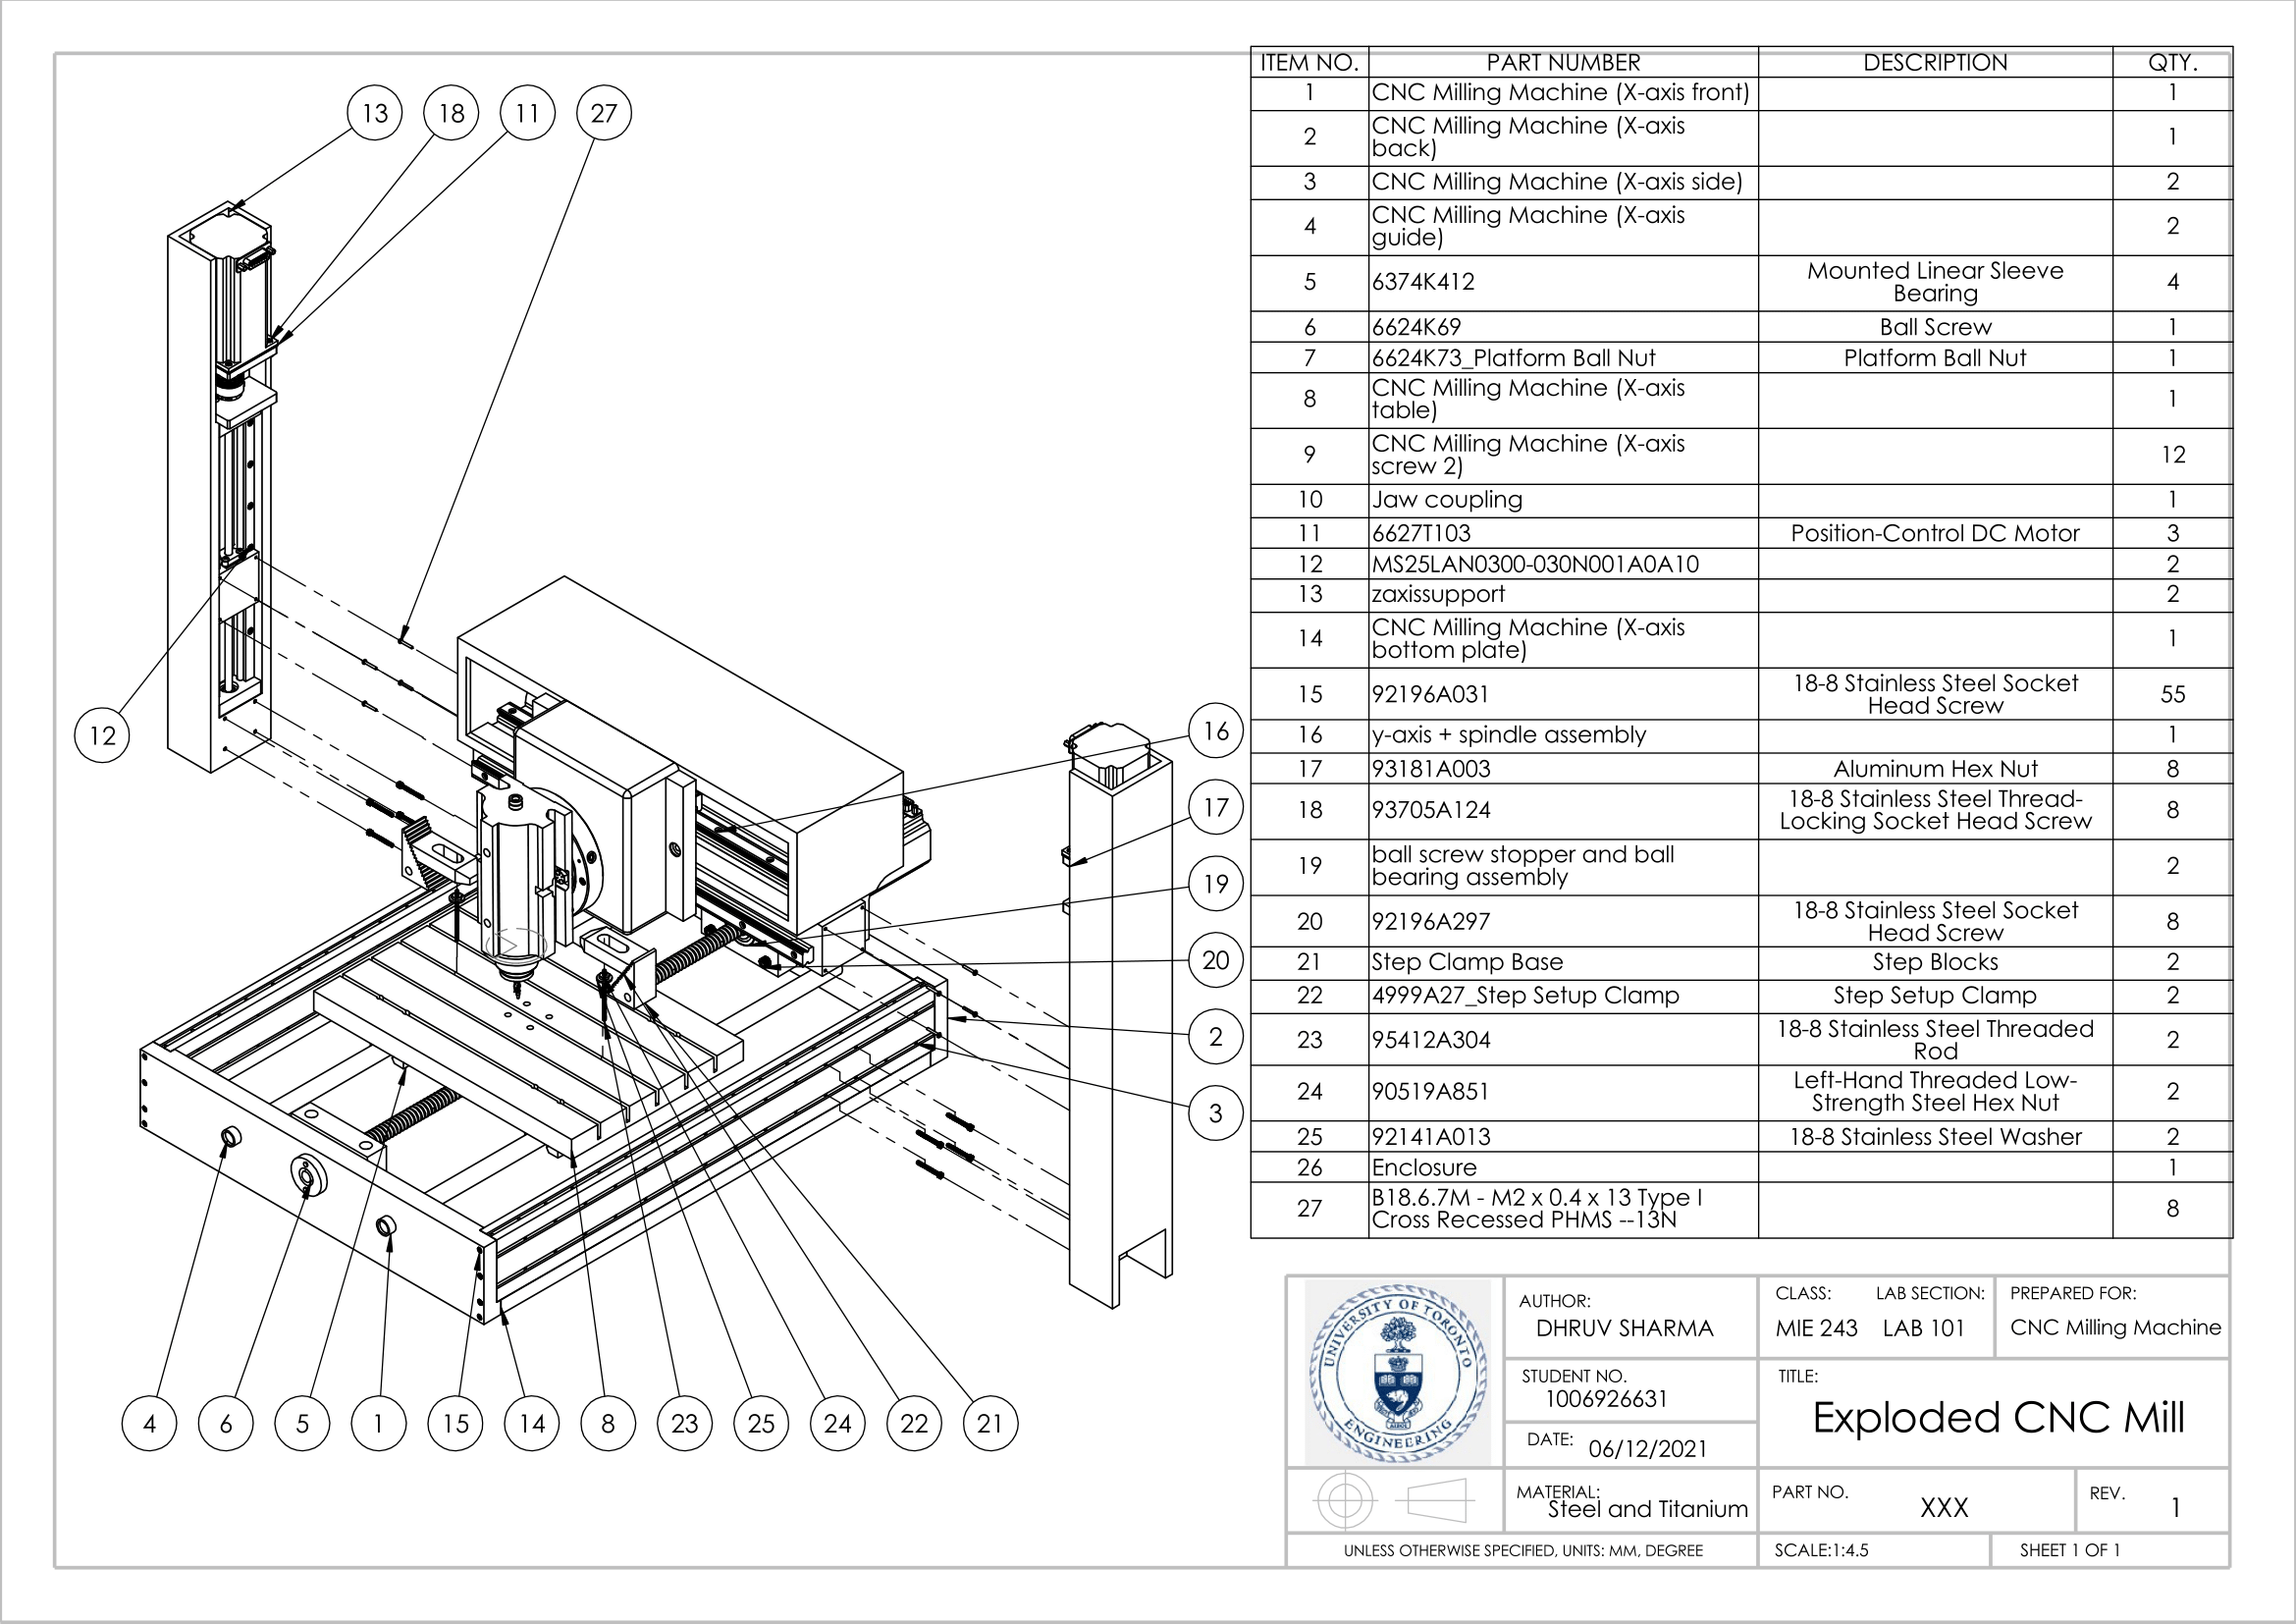 13 18 11 27
12
16
17
19
20
2
3
4 6 5 1 15 14 8 23 25 24 22 21
ITEM NO. PART NUMBER DESCRIPTION QTY.
1 CNC Milling Machine (X-axis front) 1
2 CNC Milling Machine (X-axis
back) 1
3 CNC Milling Machine (X-axis side) 2
4 CNC Milling Machine (X-axis
guide) 2
5 6374K412 Mounted Linear Sleeve
Bearing 4
6 6624K69 Ball Screw 1
7 6624K73_Platform Ball Nut Platform Ball Nut 1
8 CNC Milling Machine (X-axis
table) 1
9 CNC Milling Machine (X-axis
screw 2) 12
10 Jaw coupling 1
11 6627T103 Position-Control DC Motor 3
12 MS25LAN0300-030N001A0A10 2
13 zaxissupport 2
14 CNC Milling Machine (X-axis
bottom plate) 1
15 92196A031 18-8 Stainless Steel Socket
Head Screw 55
16 y-axis + spindle assembly 1
17 93181A003 Aluminum Hex Nut 8
18 93705A124 18-8 Stainless Steel Thread-
Locking Socket Head Screw 8
19 ball screw stopper and ball
bearing assembly 2
20 92196A297 18-8 Stainless Steel Socket
Head Screw 8
21 Step Clamp Base Step Blocks 2
22 4999A27_Step Setup Clamp Step Setup Clamp 2
23 95412A304 18-8 Stainless Steel Threaded
Rod 2
24 90519A851 Left-Hand Threaded Low-
Strength Steel Hex Nut 2
25 92141A013 18-8 Stainless Steel Washer 2
26 Enclosure 1
27 B18.6.7M - M2 x 0.4 x 13 Type I
Cross Recessed PHMS --13N 8
UNIVERSITY OF TORONTO
ENGINEERING
AUTHOR:
DHRUV SHARMA
CLASS: LAB SECTION:
MIE 243 LAB 101
PREPARED FOR:
CNC Milling Machine
STUDENT NO.
1006926631
DATE: 06/12/2021
TITLE:
Exploded CNC Mill
MATERIAL:
Steel and Titanium
PART NO. XXX
REV. 1
UNLESS OTHERWISE SPECIFIED, UNITS: MM, DEGREE
SCALE:1:4.5
SHEET 1 OF 1